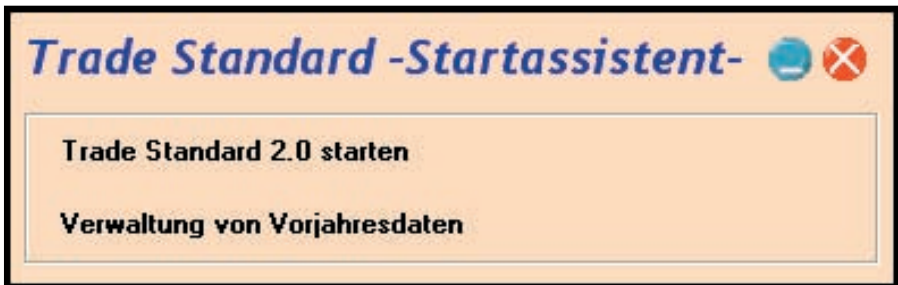 Trade Standard -Startassistent-
Trade Standard 2.0 starten
Verwaltung von Vorjahresdaten